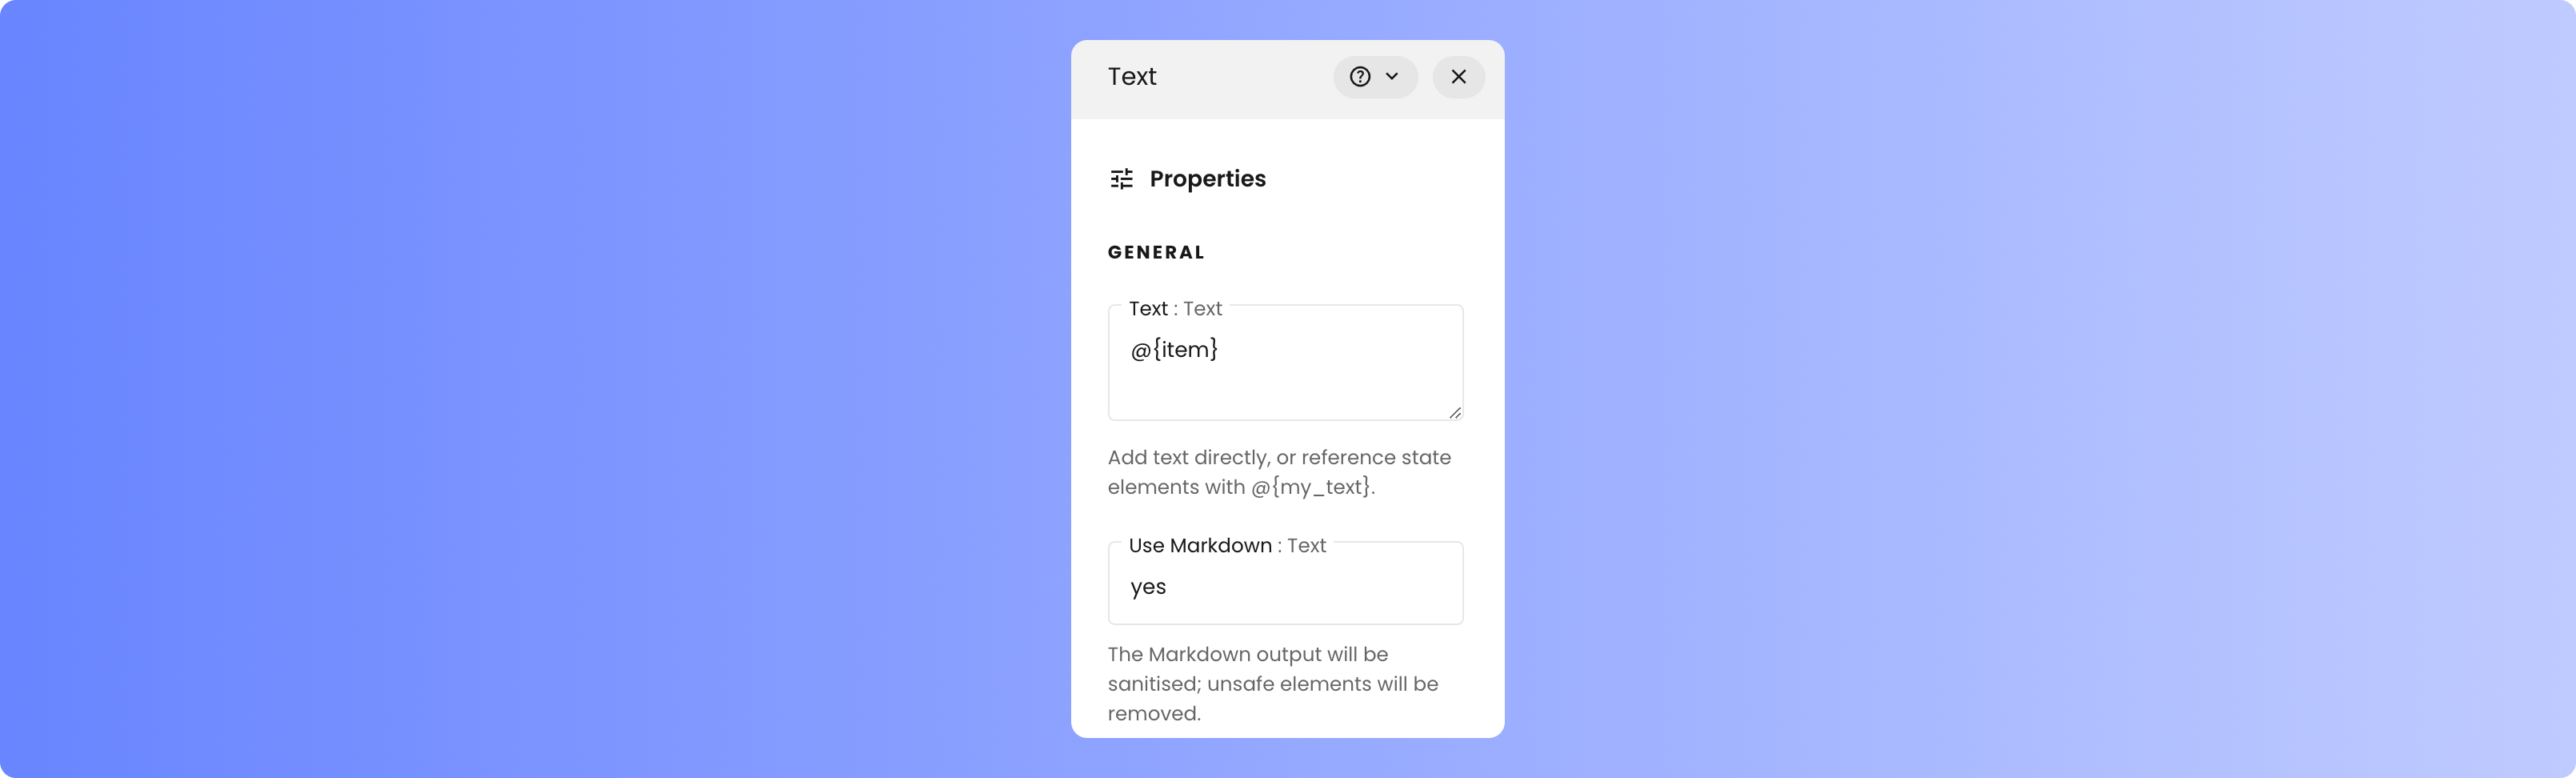 Text
Properties
GENERAL
Text : Text
@{item}
Add text directly, or reference state
elements with @{my_text}.
Use Markdown : Text
yes
The Markdown output will be
sanitised; unsafe elements will be
removed.